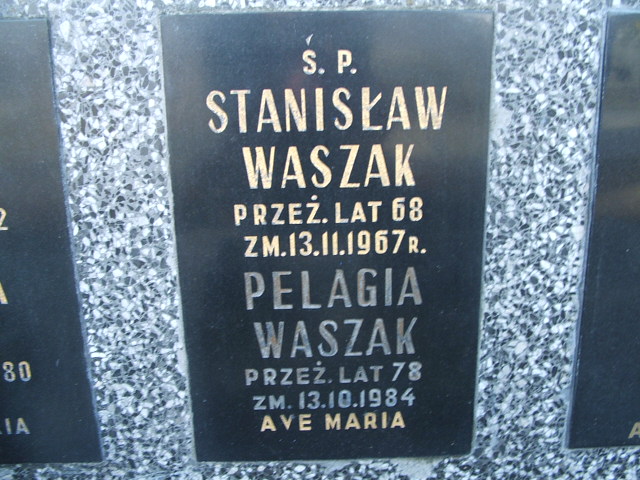 Ś. P.
STANISŁAW
WASZAK
PRZEŻ. LAT 68
ZM. 13.11.1967 R.
PELAGIA
WASZAK
PRZEŻ. LAT 78
ZM. 13.10.1984
AVE MARIA
80